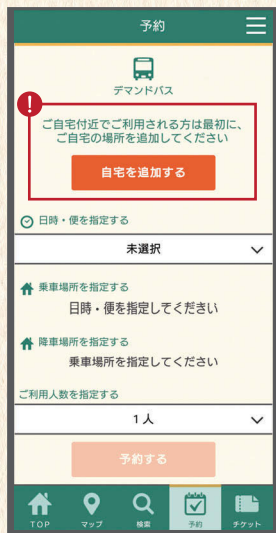 予約
デマンドバス
!
ご自宅付近でご利用される方は最初に、
ご自宅の場所を追加してください
自宅を追加する
日時・便を指定する
未選択
乗車場所を指定する
日時・便を指定してください
降車場所を指定する
乗車場所を指定してください
ご利用人数を指定する
1人
予約する
TOP マップ 検索 予約 チケット